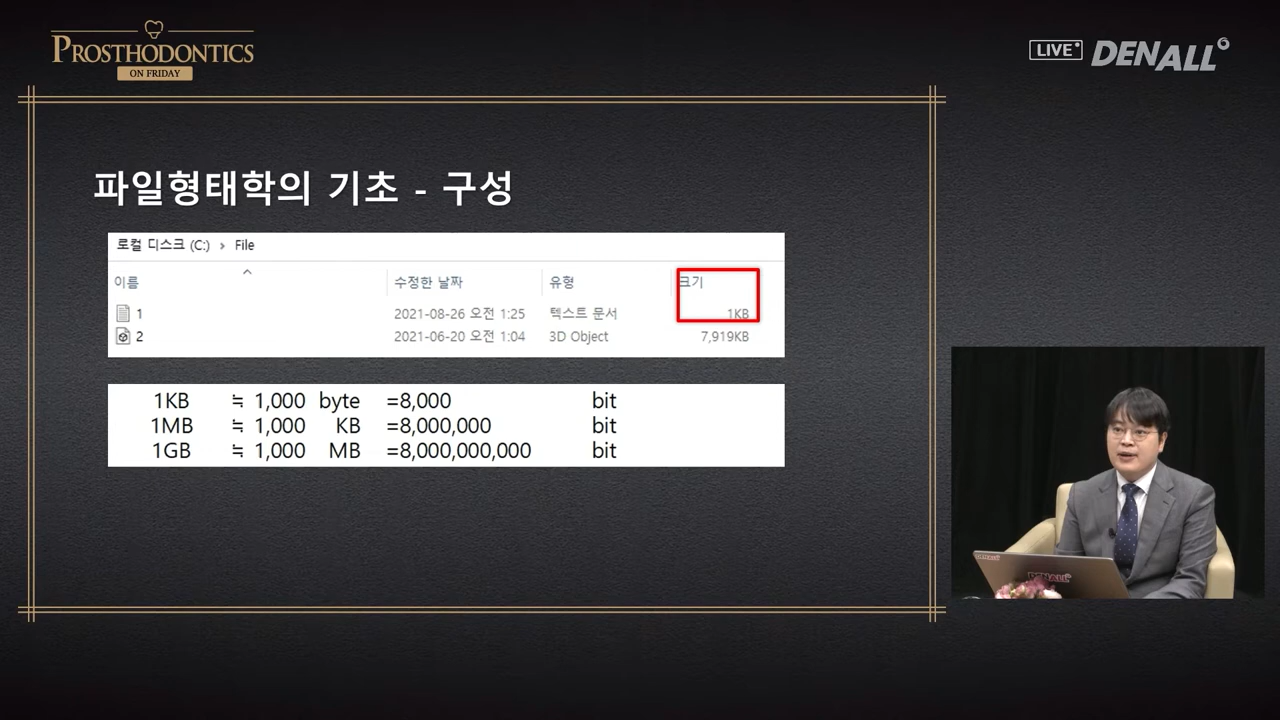 PROSTHODONTICS
ON FRIDAY
LIVE
DENALL
파일형태학의 기초 - 구성
로컬 디스크 (C:) › File
이름 수정한 날짜 유형 크기
1 2021-08-26 오전 1:25 텍스트 문서 1KB
2 2021-06-20 오전 1:04 3D Object 7,919KB
1KB ≒ 1,000 byte =8,000 bit
1MB ≒ 1,000 KB =8,000,000 bit
1GB ≒ 1,000 MB =8,000,000,000 bit
DENALL
DENALL